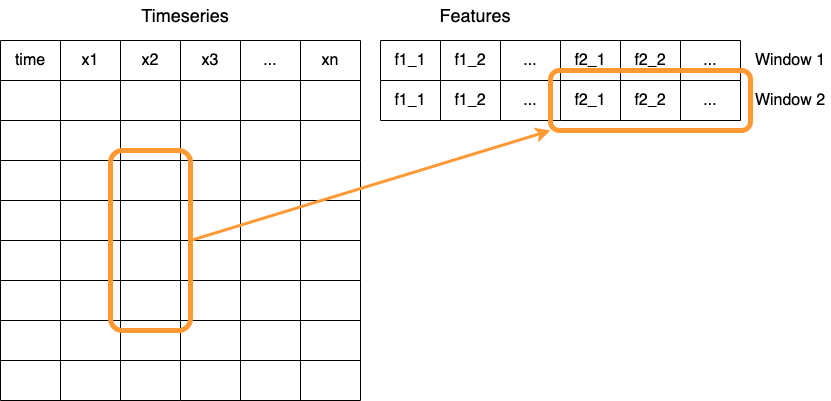 Timeseries
Features
time x1 x2 x3 ... xn
f1_1 f1_2 ... f2_1 f2_2 ... Window 1
f1_1 f1_2 ... f2_1 f2_2 ... Window 2